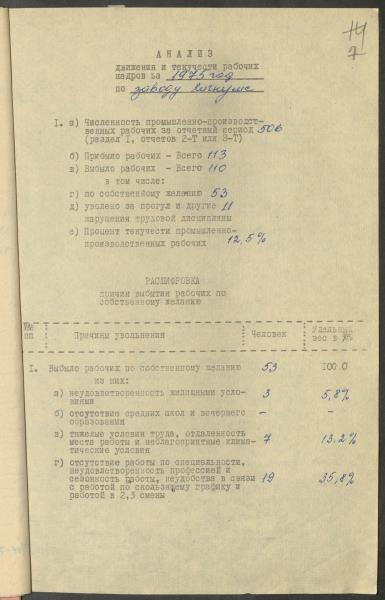 14
7
АНАЛИЗ
движения и текучести рабочих
кадров за 1975 год
по заводу
I. а) Численность промышленно-производст-
венных рабочих за отчетный период 506
(раздел I, отчетов 2-Т или 3-Т)
б) Прибыло рабочих - Всего 113
в) Выбыло рабочих - Всего 110
в том числе:
г) по собственному желанию 53
д) уволено за прогул и другие 11
нарушения трудовой дисциплины
е) Процент текучести промышленно-
производственных рабочих 12,5%
РАСШИФРОВКА
причин выбытия рабочих по
собственному желанию
№№ пп : Причины увольнения : Человек : Удельный вес в %%
I. Выбыло рабочих по собственному желанию 53 100.0
из них:
а) неудовлетворенность жилищными усло-
виями 3 5,8%
б) отсутствие средних школ и вечернего
образования - -
в) тяжелые условия труда, отдаленность
места работы и неблагоприятные клима-
тические условия 7 13.2%
г) отсутствие работы по специальности,
неудовлетворенность профессией и
сезонность работы, неудобства в связи
с работой по скользящему графику и
работой в 2,3 смены 19 35,8%